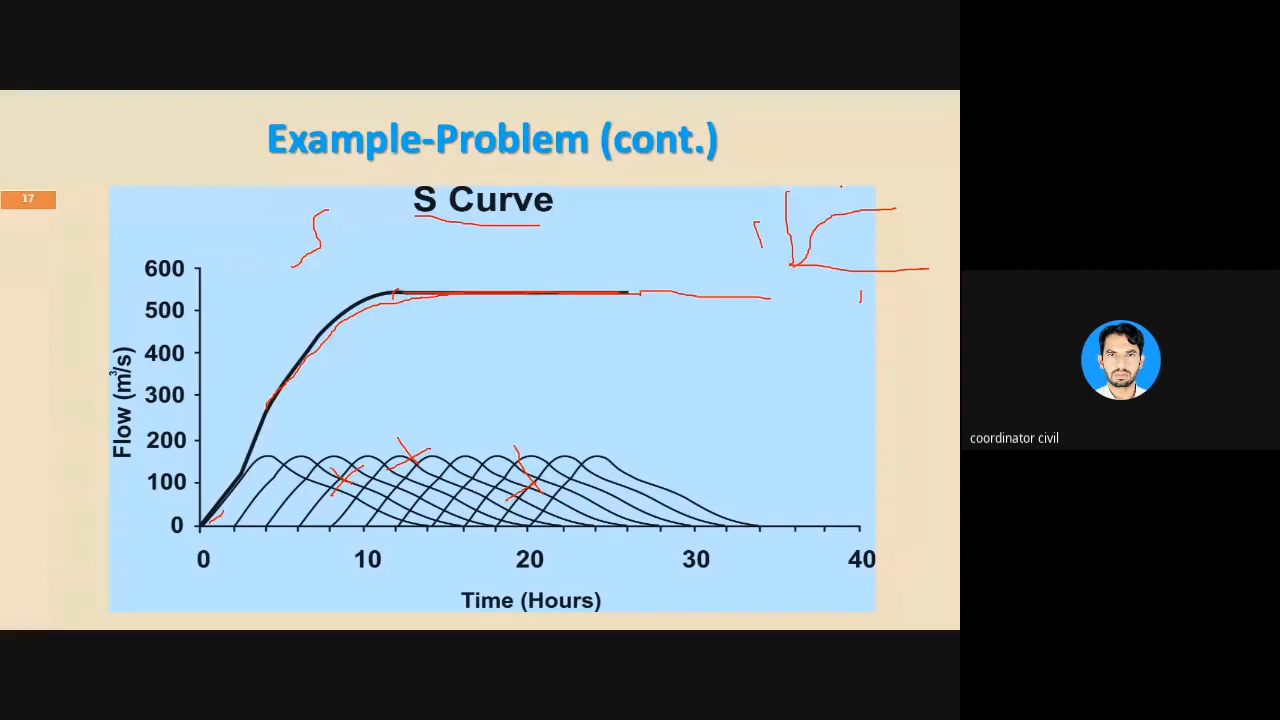 Example-Problem (cont.)
17
S Curve
600
500
400
300
200
100
0
Flow (m³/s)
0 10 20 30 40
Time (Hours)
coordinator civil